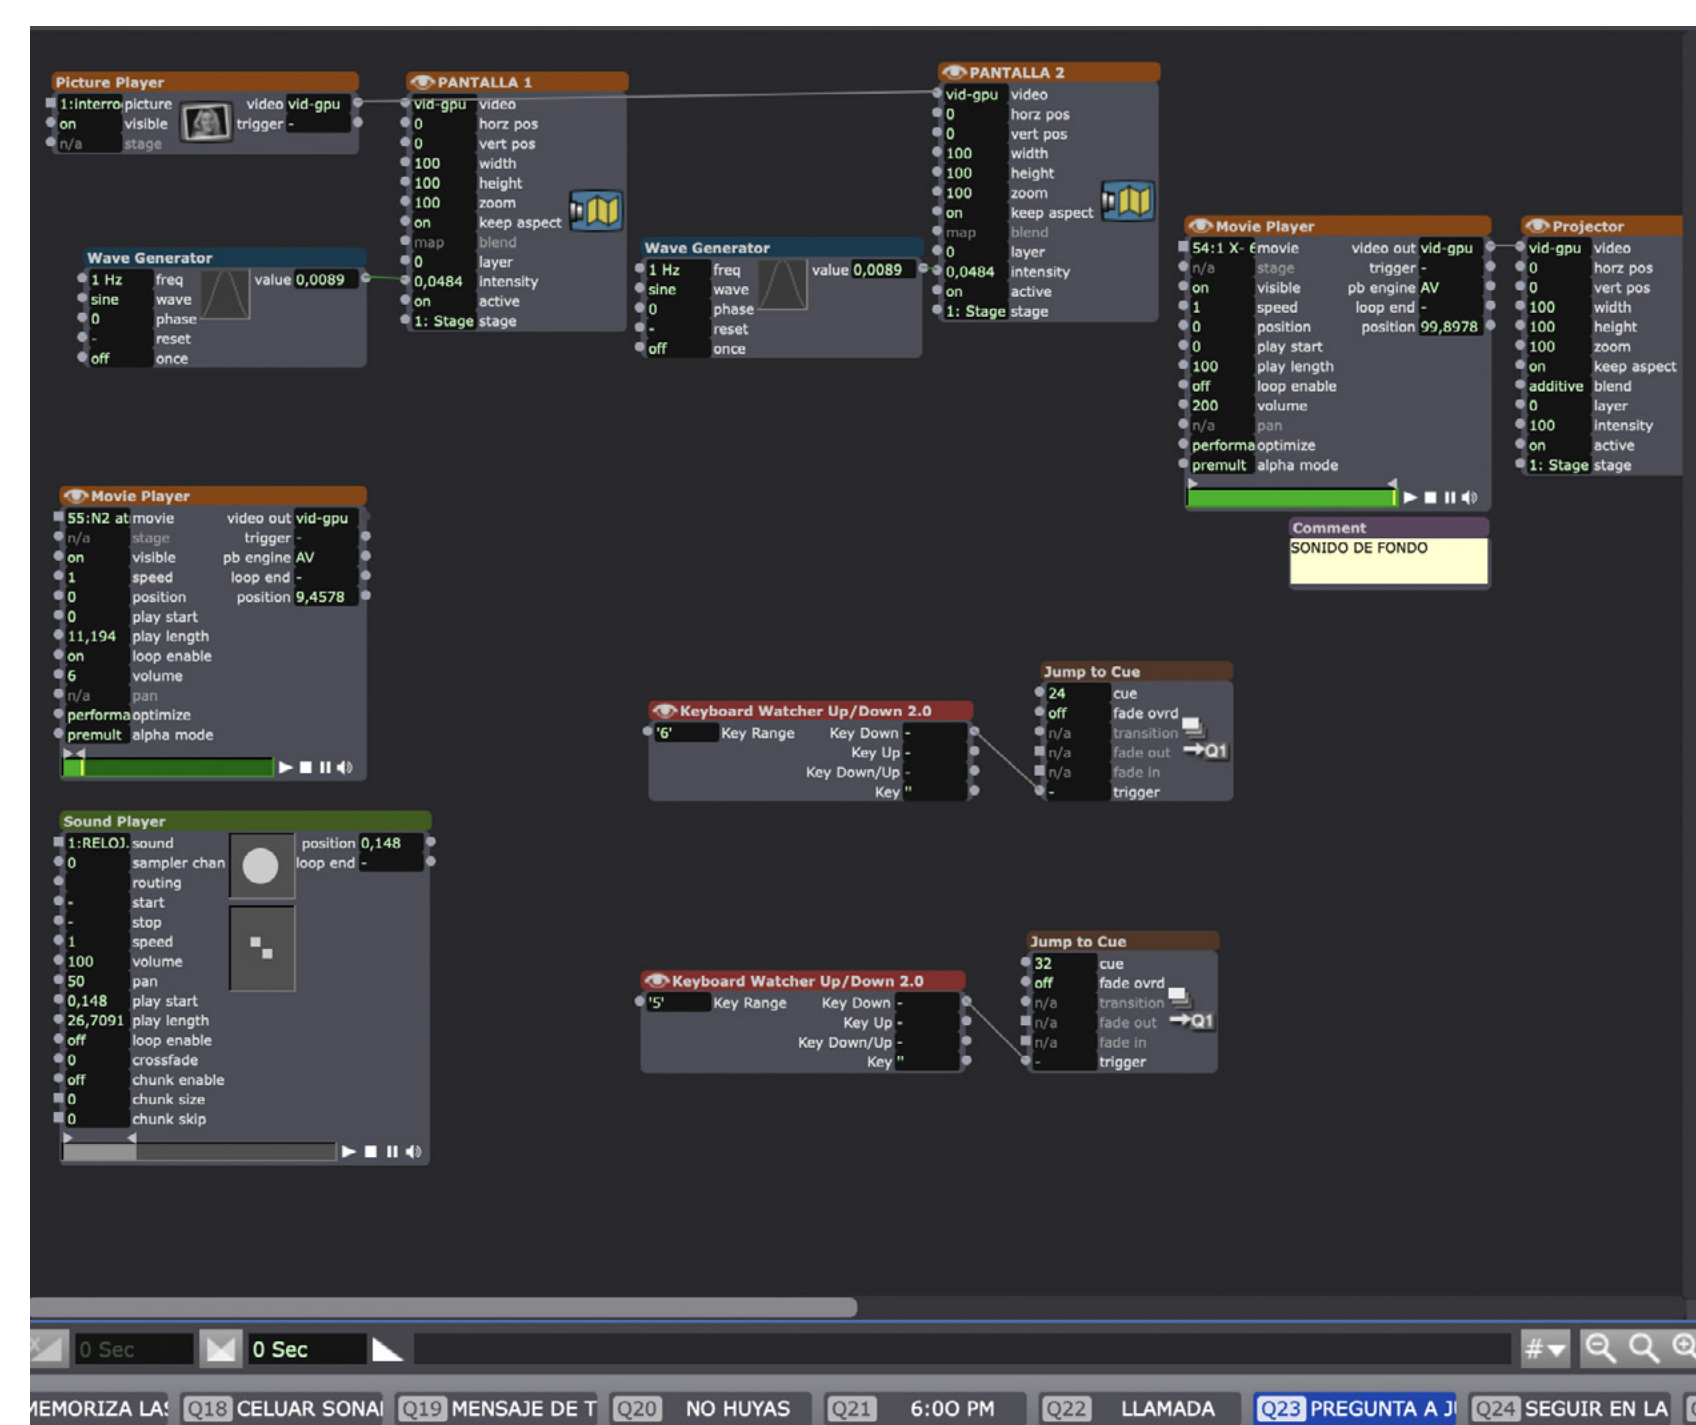 Picture Player
1:interro picture video vid-gpu
on visible trigger -
n/a stage
PANTALLA 1
vid-gpu video
0 horz pos
0 vert pos
100 width
100 height
100 zoom
on keep aspect
map blend
0 layer
0,0484 intensity
on active
1: Stage stage
PANTALLA 2
vid-gpu video
0 horz pos
0 vert pos
100 width
100 height
100 zoom
on keep aspect
map blend
0 layer
0,0484 intensity
on active
1: Stage stage
Wave Generator
1 Hz freq value 0,0089
sine wave
0 phase
- reset
off once
Wave Generator
1 Hz freq value 0,0089
sine wave
0 phase
- reset
off once
Movie Player
54:1 X- 6 movie video out vid-gpu
n/a stage trigger -
on visible pb engine AV
1 speed loop end -
0 position position 99,8978
0 play start
100 play length
off loop enable
200 volume
n/a pan
performa optimize
premult alpha mode
Projector
vid-gpu video
0 horz pos
0 vert pos
100 width
100 height
100 zoom
on keep aspect
additive blend
0 layer
100 intensity
on active
1: Stage stage
Comment
SONIDO DE FONDO
Movie Player
55:N2 at movie video out vid-gpu
n/a stage trigger -
on visible pb engine AV
1 speed loop end -
0 position position 9,4578
0 play start
11,194 play length
on loop enable
6 volume
n/a pan
performa optimize
premult alpha mode
Keyboard Watcher Up/Down 2.0
'6' Key Range Key Down -
Key Up -
Key Down/Up -
Key "
Jump to Cue
24 cue
off fade ovrd
n/a transition
n/a fade out Q1
n/a fade in
- trigger
Sound Player
1:RELOJ. sound position 0,148
0 sampler chan loop end -
routing
- start
- stop
1 speed
100 volume
50 pan
0,148 play start
26,7091 play length
off loop enable
0 crossfade
off chunk enable
0 chunk size
0 chunk skip
Keyboard Watcher Up/Down 2.0
'5' Key Range Key Down -
Key Up -
Key Down/Up -
Key "
Jump to Cue
32 cue
off fade ovrd
n/a transition
n/a fade out Q1
n/a fade in
- trigger
0 Sec 0 Sec #
MEMORIZA LAS Q18 CELUAR SONAI Q19 MENSAJE DE T Q20 NO HUYAS Q21 6:00 PM Q22 LLAMADA Q23 PREGUNTA A JU Q24 SEGUIR EN LA